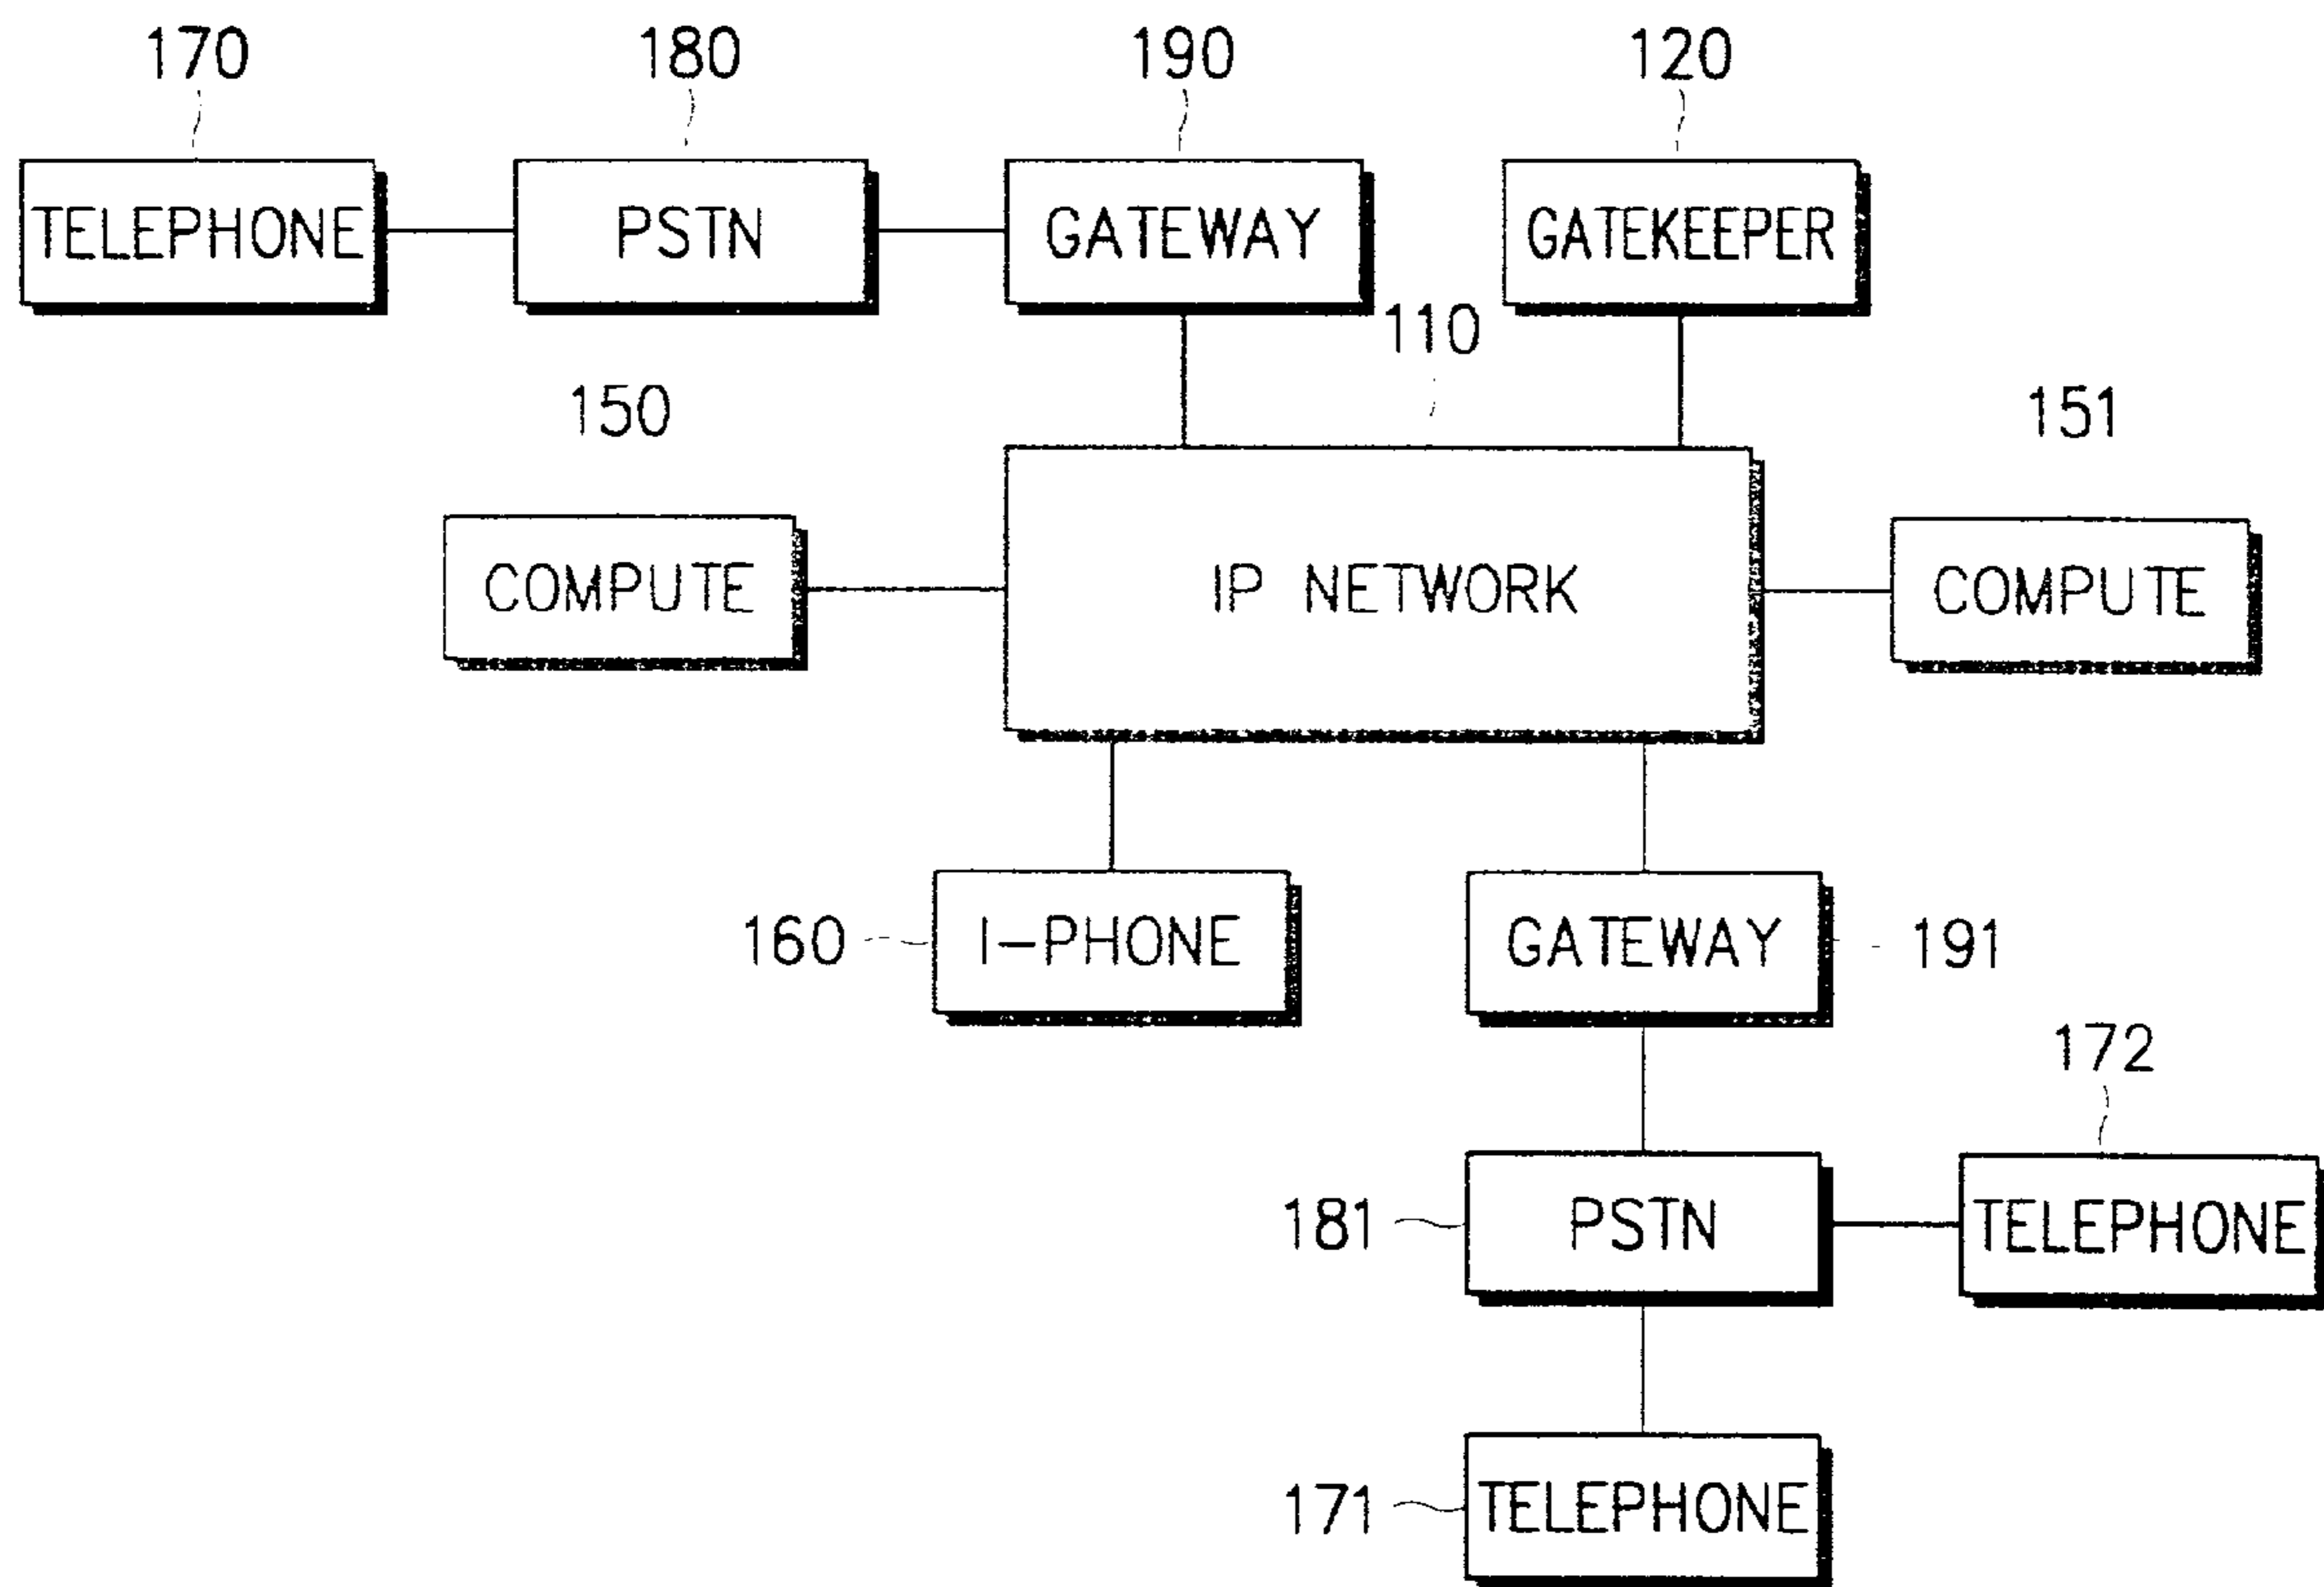 170
180
190
120
TELEPHONE
PSTN
GATEWAY
GATEKEEPER
110
150
151
COMPUTE
IP NETWORK
COMPUTE
160
I-PHONE
GATEWAY
191
172
181
PSTN
TELEPHONE
171
TELEPHONE